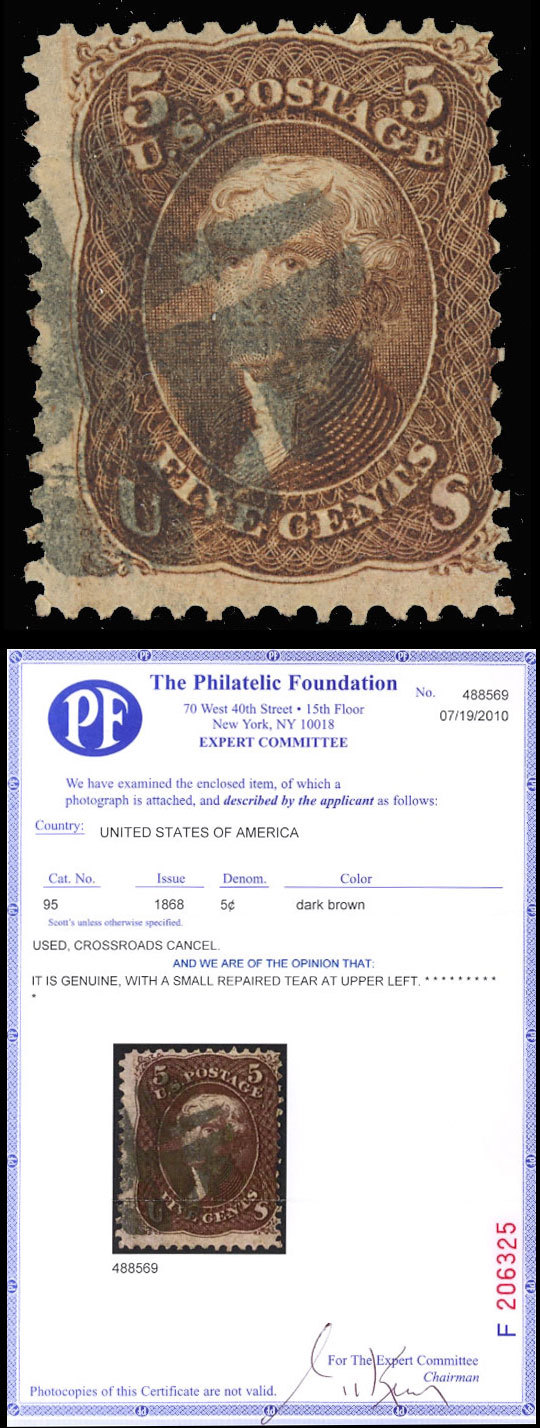 5 5
U.S. POSTAGE
U FIVE CENTS S
PF
The Philatelic Foundation
70 West 40th Street • 15th Floor
New York, NY 10018
EXPERT COMMITTEE
No. 488569
07/19/2010
We have examined the enclosed item, of which a
photograph is attached, and described by the applicant as follows:
Country: UNITED STATES OF AMERICA
Cat. No. Issue Denom. Color
95 1868 5¢ dark brown
Scott's unless otherwise specified.
USED, CROSSROADS CANCEL.
AND WE ARE OF THE OPINION THAT:
IT IS GENUINE, WITH A SMALL REPAIRED TEAR AT UPPER LEFT. * * * * * * * * *
*
5 5
U.S. POSTAGE
U FIVE CENTS S
488569
F 206325
For The Expert Committee
Chairman
Photocopies of this Certificate are not valid.